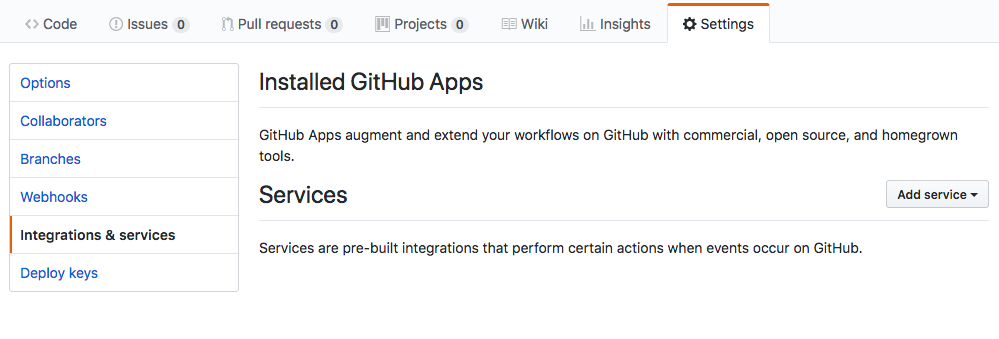 Code Issues 0 Pull requests 0 Projects 0 Wiki Insights Settings
Options
Collaborators
Branches
Webhooks
Integrations & services
Deploy keys
Installed GitHub Apps
GitHub Apps augment and extend your workflows on GitHub with commercial, open source, and homegrown
tools.
Services
Add service
Services are pre-built integrations that perform certain actions when events occur on GitHub.